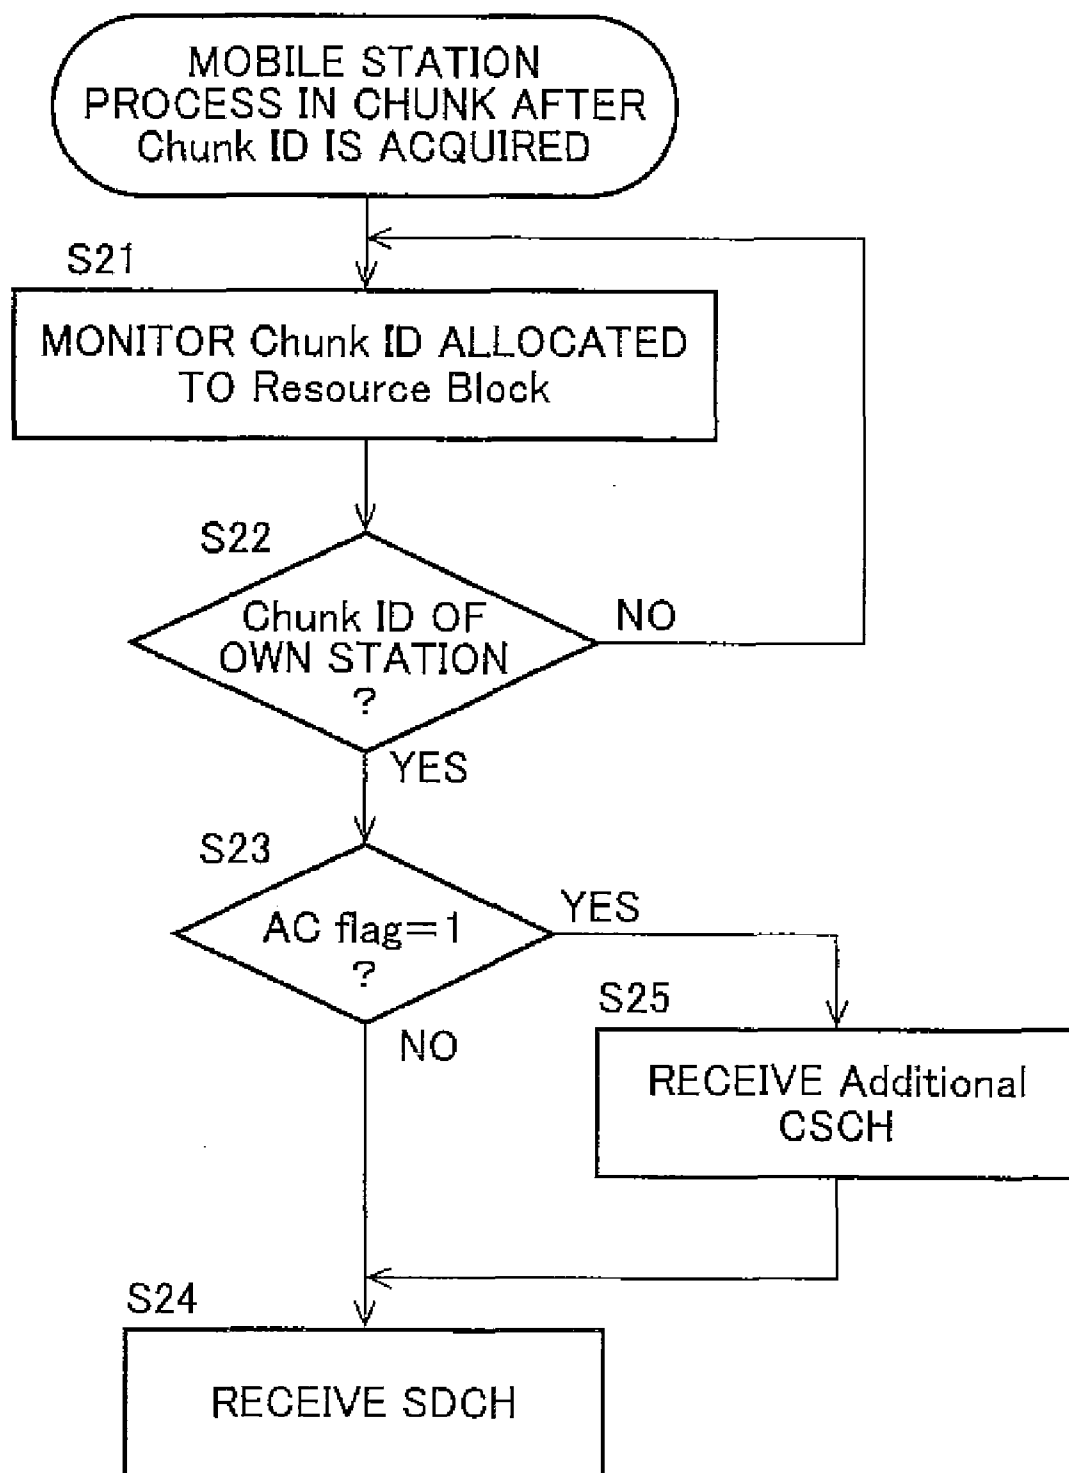 MOBILE STATION
PROCESS IN CHUNK AFTER
Chunk ID IS ACQUIRED
S21
MONITOR Chunk ID ALLOCATED
TO Resource Block
S22
Chunk ID OF
OWN STATION
?
NO
YES
S23
AC flag=1
?
YES
NO
S25
RECEIVE Additional
CSCH
S24
RECEIVE SDCH